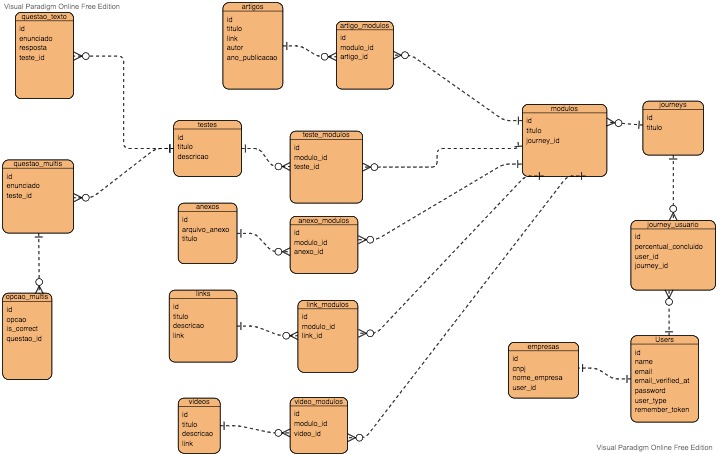 Visual Paradigm Online Free Edition
questao_texto
id
enunciado
resposta
teste_id
artigos
id
titulo
link
autor
ano_publicacao
artigo_modulos
id
modulo_id
artigo_id
modulos
id
titulo
journey_id
journeys
id
titulo
testes
id
titulo
descricao
teste_modulos
id
modulo_id
teste_id
questao_multis
id
enunciado
teste_id
anexos
id
arquivo_anexo
titulo
anexo_modulos
id
modulo_id
anexo_id
journey_usuario
id
percentual_concluido
user_id
journey_id
opcao_multis
id
opcao
is_correct
questao_id
links
id
titulo
descricao
link
link_modulos
id
modulo_id
link_id
empresas
id
cnpj
nome_empresa
user_id
Users
id
name
email
email_verified_at
password
user_type
remember_token
videos
id
titulo
descricao
link
video_modulos
id
modulo_id
video_id
Visual Paradigm Online Free Edition